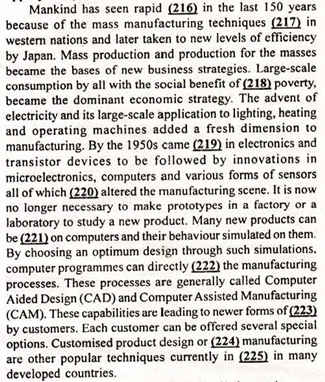 Mankind has seen rapid (216) in the last 150 years
because of the mass manufacturing techniques (217) in
western nations and later taken to new levels of efficiency
by Japan. Mass production and production for the masses
became the bases of new business strategies. Large-scale
consumption by all with the social benefit of (218) poverty,
became the dominant economic strategy. The advent of
electricity and its large-scale application to lighting, heating
and operating machines added a fresh dimension to
manufacturing. By the 1950s came (219) in electronics and
transistor devices to be followed by innovations in
microelectronics, computers and various forms of sensors
all of which (220) altered the manufacturing scene. It is now
no longer necessary to make prototypes in a factory or a
laboratory to study a new product. Many new products can
be (221) on computers and their behaviour simulated on them.
By choosing an optimum design through such simulations,
computer programmes can directly (222) the manufacturing
processes. These processes are generally called Computer
Aided Design (CAD) and Computer Assisted Manufacturing
(CAM). These capabilities are leading to newer forms of (223)
by customers. Each customer can be offered several special
options. Customised product design or (224) manufacturing
are other popular techniques currently in (225) in many
developed countries.